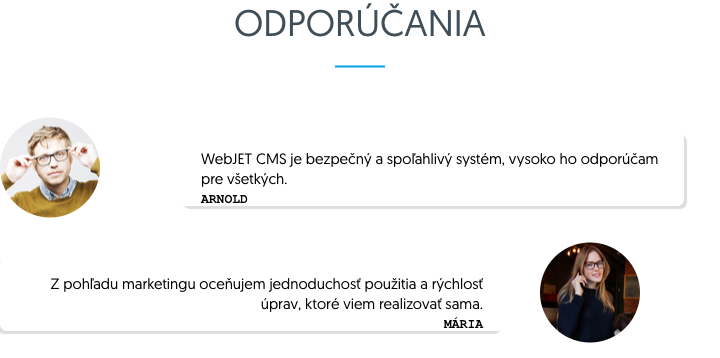 ODPORÚČANIA
WebJET CMS je bezpečný a spoľahlivý systém, vysoko ho odporúčam
pre všetkých.
ARNOLD
Z pohľadu marketingu oceňujem jednoduchosť použitia a rýchlosť
úprav, ktoré viem realizovať sama.
MÁRIA